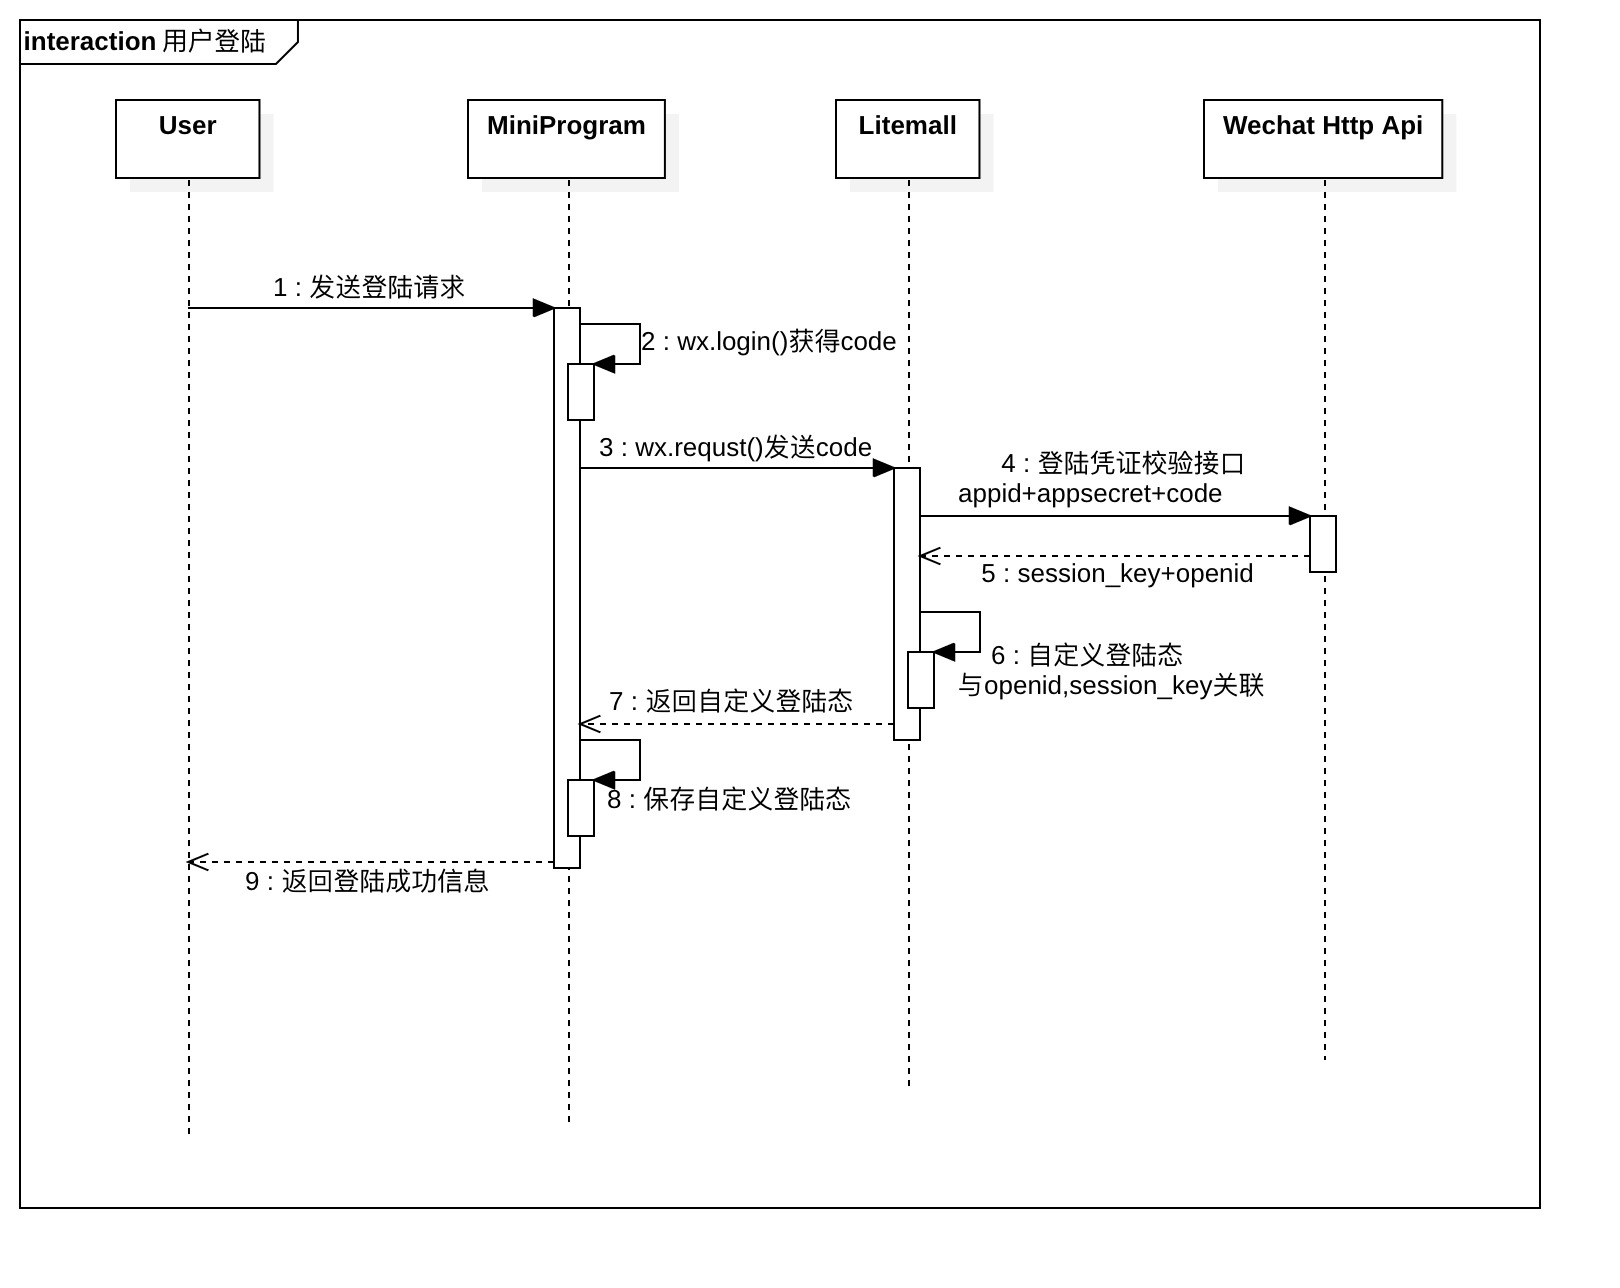 interaction 用户登陆
User
MiniProgram
Litemall
Wechat Http Api
1 : 发送登陆请求
2 : wx.login()获得code
3 : wx.requst()发送code
4 : 登陆凭证校验接口
appid+appsecret+code
5 : session_key+openid
6 : 自定义登陆态
与openid,session_key关联
7 : 返回自定义登陆态
8 : 保存自定义登陆态
9 : 返回登陆成功信息